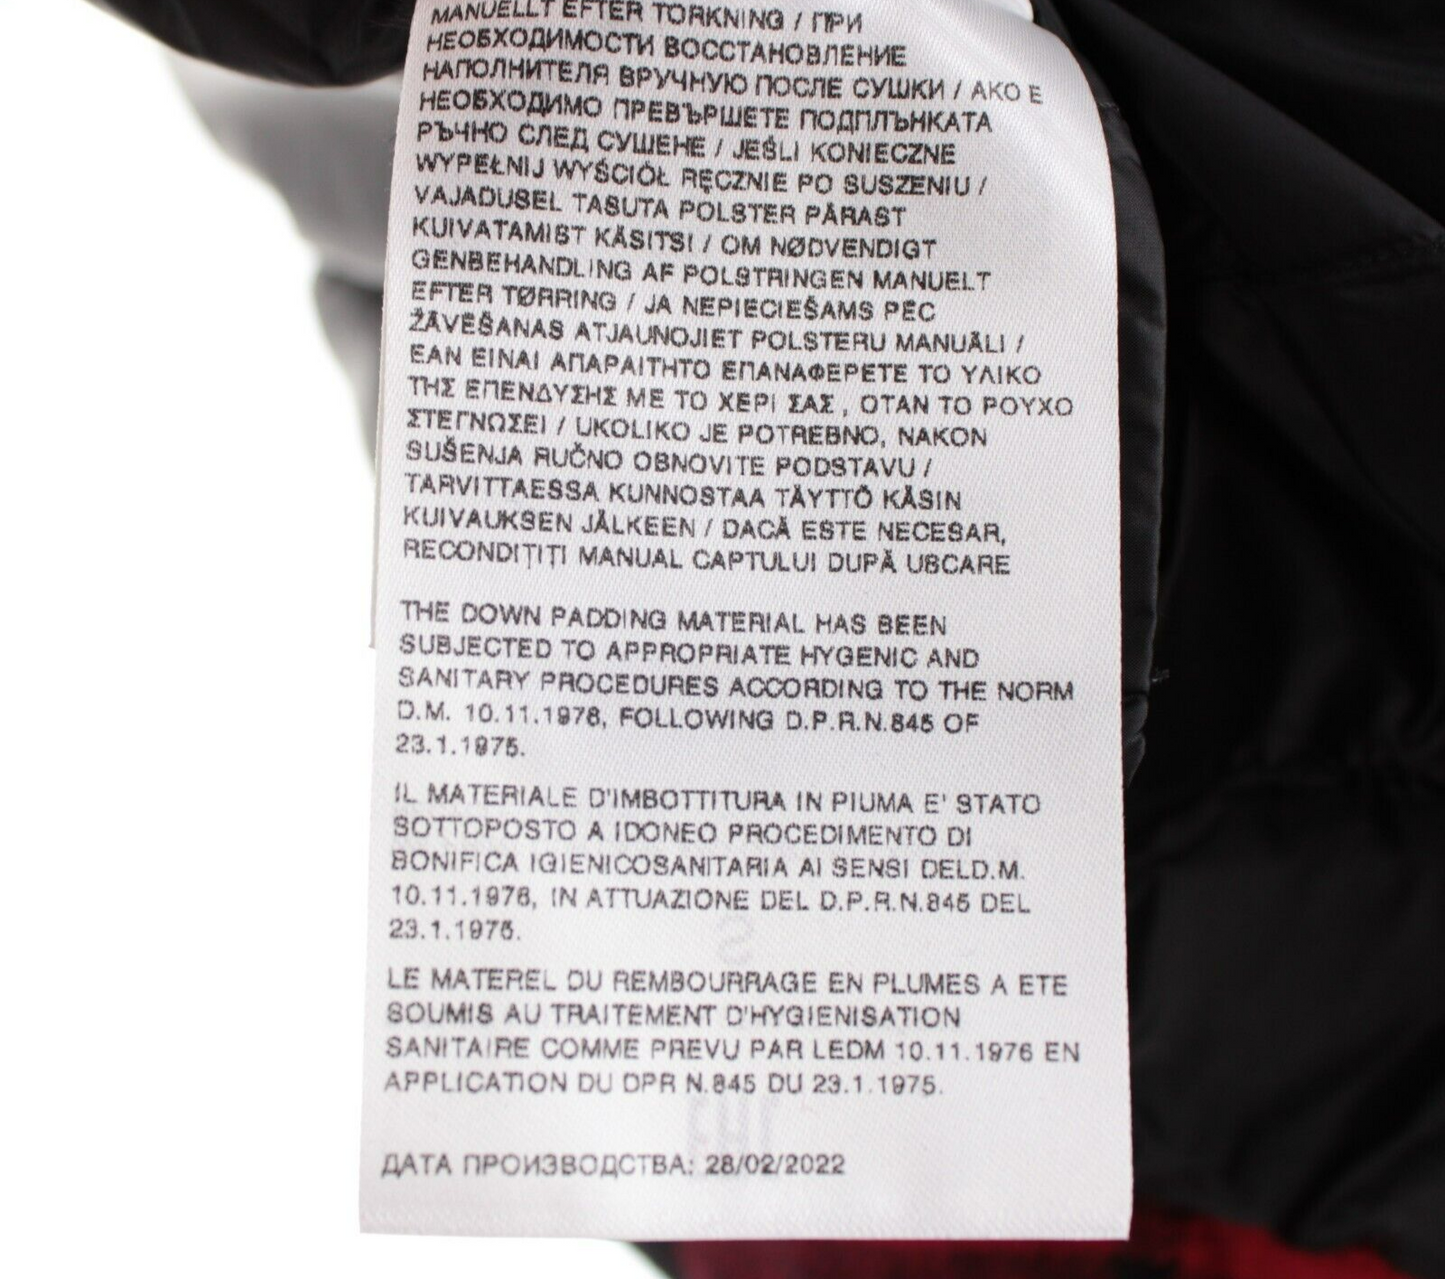 MANUELLT EFTER TORKNING / ПРИ
НЕОБХОДИМОСТИ ВОССТАНОВЛЕНИЕ
НАПОЛНИТЕЛЯ ВРУЧНУЮ ПОСЛЕ СУШКИ / АКО Е
НЕОБХОДИМО ПРЕВЪРШЕТЕ ПОДПЛЪНКАТА
РЪЧНО СЛЕД СУШЕНЕ / JEŚLI KONIECZNE
WYPEŁNIJ WYŚCIÓŁ RĘCZNIE PO SUSZENIU /
VAJADUSEL TASUTA POLSTER PÄRAST
KUIVATAMIST KÄSITSI / OM NØDVENDIGT
GENBEHANDLING AF POLSTRINGEN MANUELT
EFTER TØRRING / JA NEPIECIEŠAMS PĒC
ŽĀVĒŠANAS ATJAUNOJIET POLSTERU MANUĀLI /
ΕΑΝ ΕΙΝΑΙ ΑΠΑΡΑΙΤΗΤΟ ΕΠΑΝΑΦΕΡΕΤΕ ΤΟ ΥΛΙΚΟ
ΤΗΣ ΕΠΕΝΔΥΣΗΣ ΜΕ ΤΟ ΧΕΡΙ ΣΑΣ , ΟΤΑΝ ΤΟ ΡΟΥΧΟ
ΣΤΕΓΝΩΣΕΙ / UKOLIKO JE POTREBNO, NAKON
SUŠENJA RUČNO OBNOVITE PODSTAVU /
TARVITTAESSA KUNNOSTAA TÄYTTÖ KÄSIN
KUIVAUKSEN JÄLKEEN / DACĂ ESTE NECESAR,
RECONDIȚIȚI MANUAL CAPTULUI DUPĂ USCARE
THE DOWN PADDING MATERIAL HAS BEEN
SUBJECTED TO APPROPRIATE HYGENIC AND
SANITARY PROCEDURES ACCORDING TO THE NORM
D.M. 10.11.1976, FOLLOWING D.P.R.N.845 OF
23.1.1975.
IL MATERIALE D'IMBOTTITURA IN PIUMA E' STATO
SOTTOPOSTO A IDONEO PROCEDIMENTO DI
BONIFICA IGIENICOSANITARIA AI SENSI DELD.M.
10.11.1976, IN ATTUAZIONE DEL D.P.R.N.845 DEL
23.1.1975.
LE MATEREL DU REMBOURRAGE EN PLUMES A ETE
SOUMIS AU TRAITEMENT D'HYGIENISATION
SANITAIRE COMME PREVU PAR LEDM 10.11.1976 EN
APPLICATION DU DPR N.845 DU 23.1.1975.
ДАТА ПРОИЗВОДСТВА: 28/02/2022